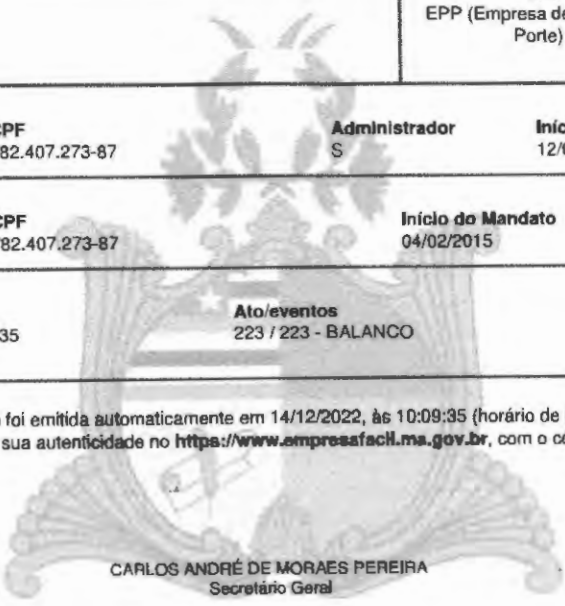 EPP (Empresa de
Porte)
CPF
82.407.273-87
Administrador
S
Iníc
12/
CPF
82.407.273-87
Início do Mandato
04/02/2015
35
Ato/eventos
223 / 223 - BALANCO
foi emitida automaticamente em 14/12/2022, às 10:09:35 (horário de
sua autenticidade no https://www.empresafacil.ma.gov.br, com o có
CARLOS ANDRÉ DE MORAES PEREIRA
Secretário Geral